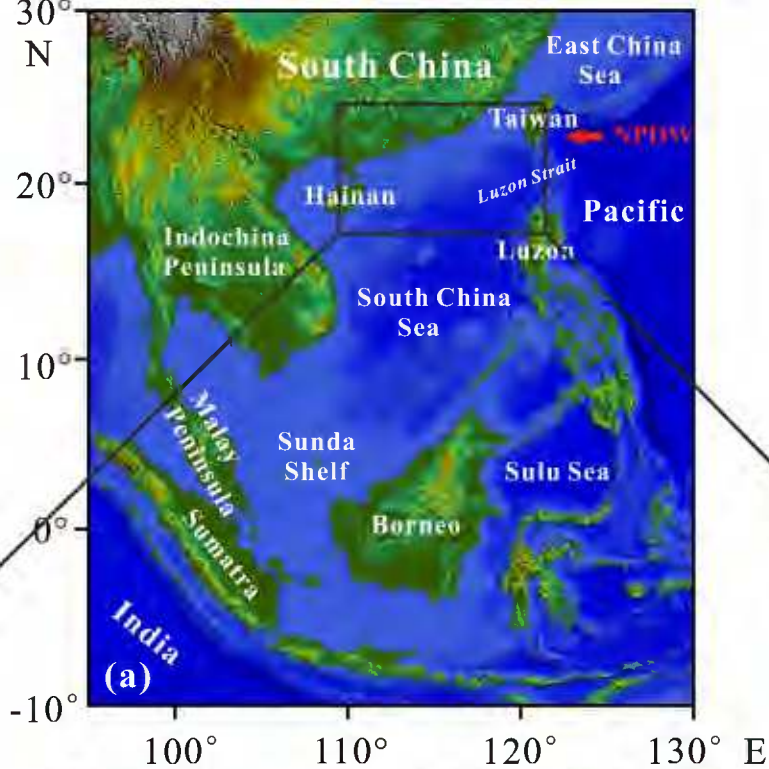 30°
N
East China
Sea
South China
Taiwan
NPDW
20°
Hainan
Luzon Strait
Pacific
Indochina
Peninsula
Luzon
South China
Sea
10°
Malay
Peninsula
Sunda
Shelf
Sulu Sea
0°
Borneo
Sumatra
India
(a)
-10°
100°
110°
120°
130° E